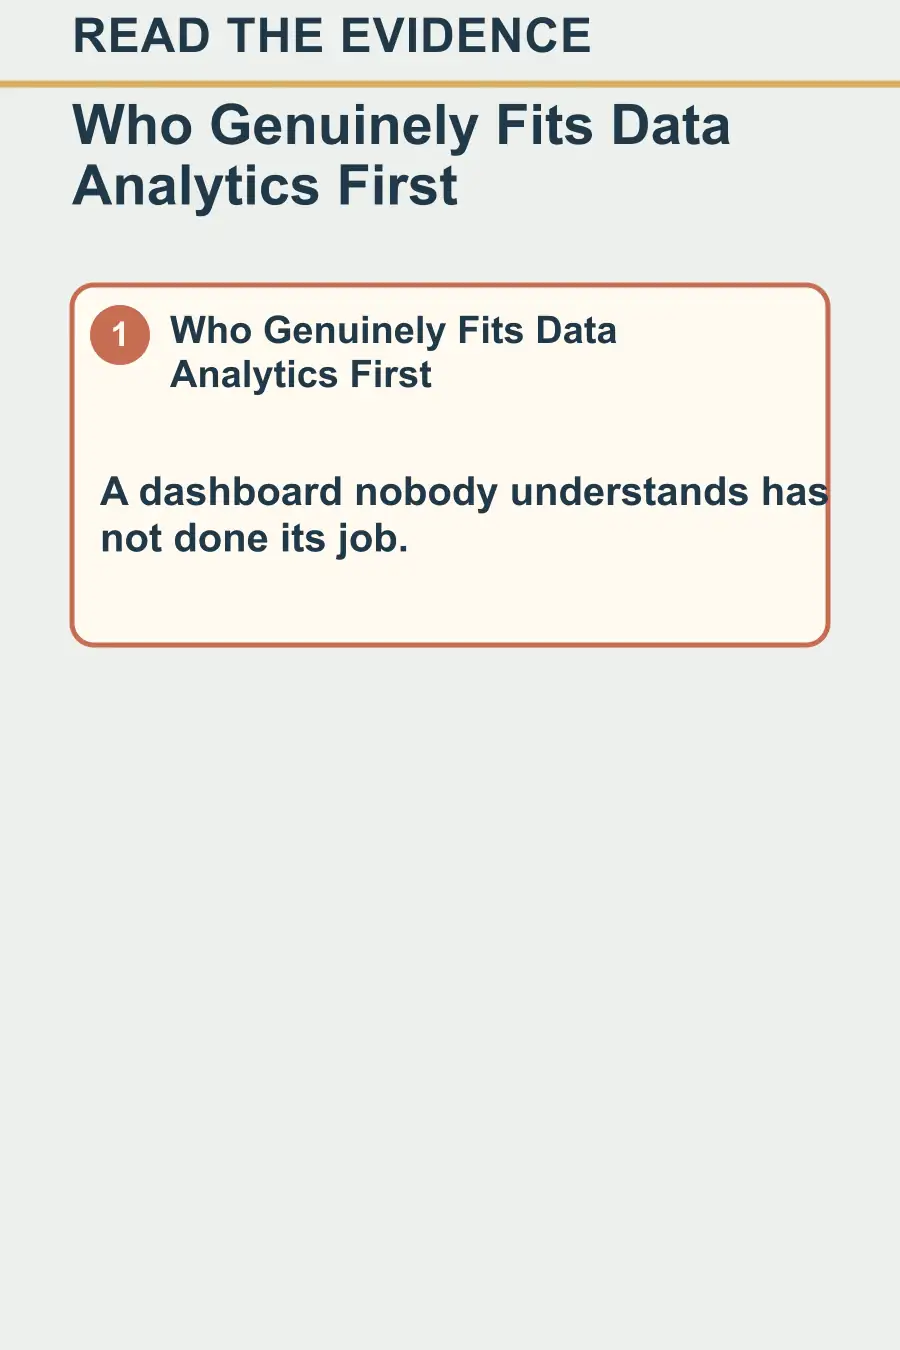 READ THE EVIDENCE
Who Genuinely Fits Data
Analytics First
1
Who Genuinely Fits Data
Analytics First
A dashboard nobody understands has
not done its job.